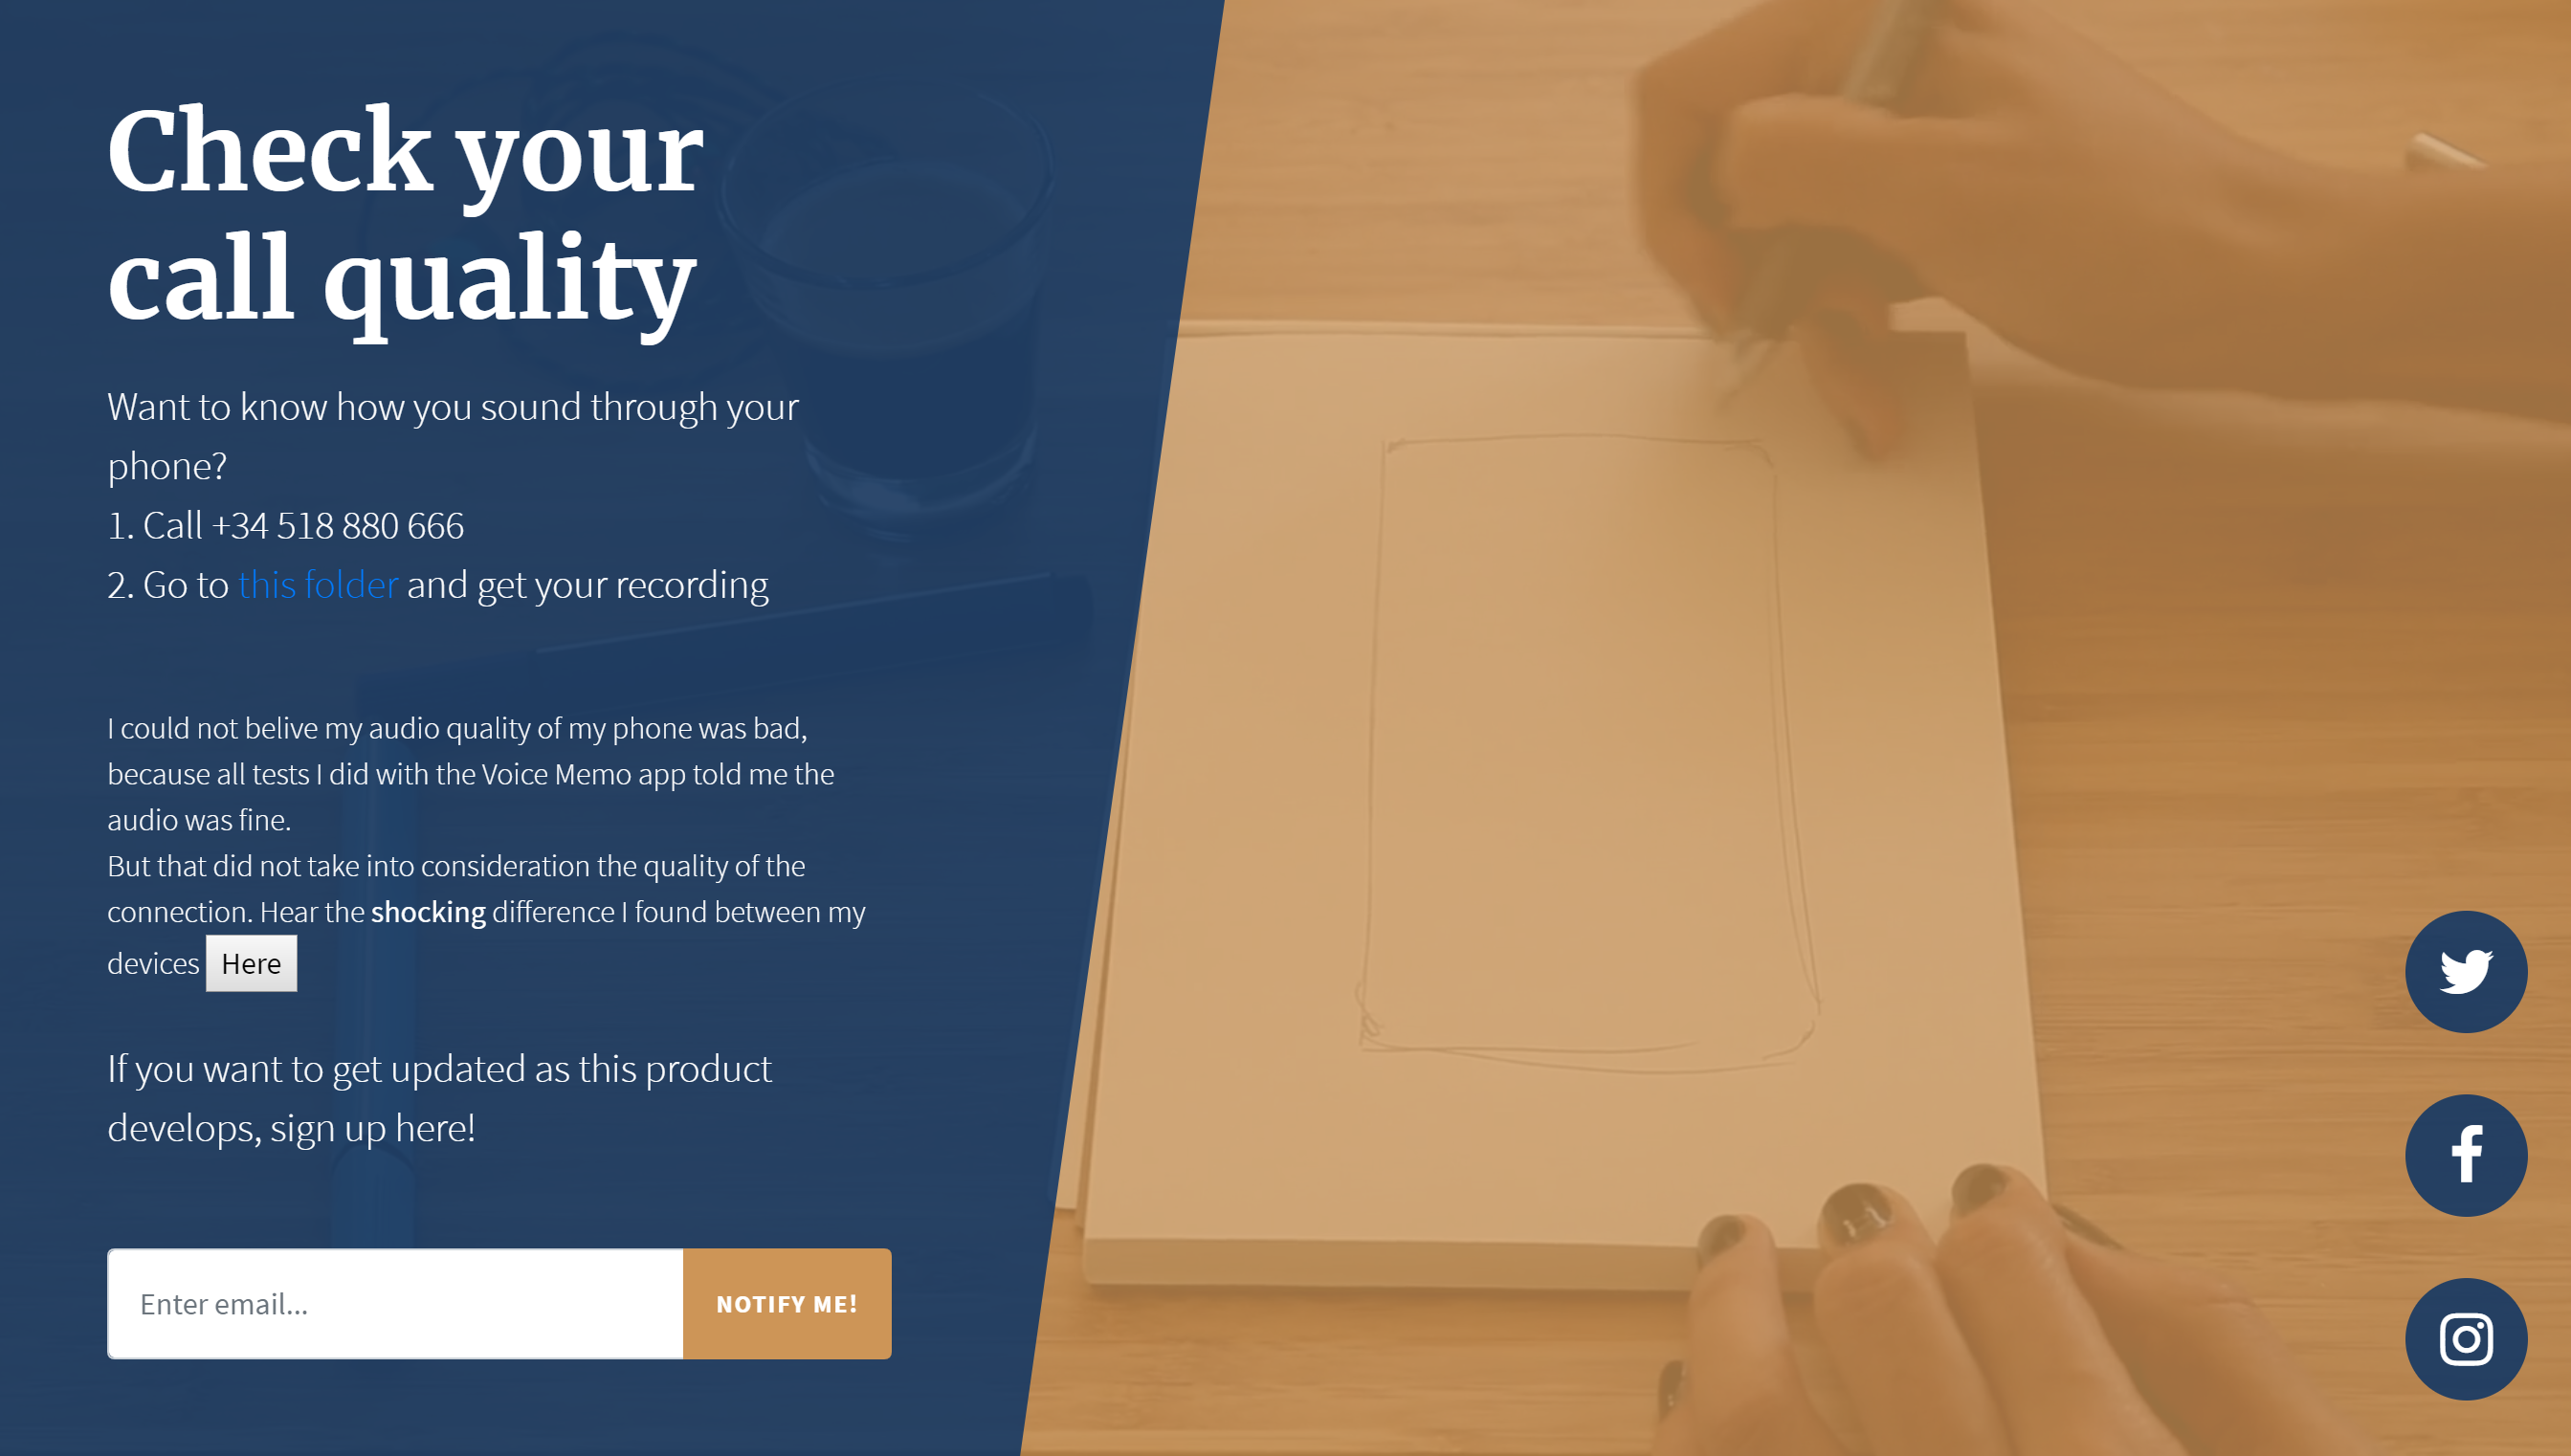 Check your
call quality
Want to know how you sound through your
phone?
1. Call +34 518 880 666
2. Go to this folder and get your recording
I could not belive my audio quality of my phone was bad,
because all tests I did with the Voice Memo app told me the
audio was fine.
But that did not take into consideration the quality of the
connection. Hear the shocking difference I found between my
devices Here
If you want to get updated as this product
develops, sign up here!
Enter email...
NOTIFY ME!